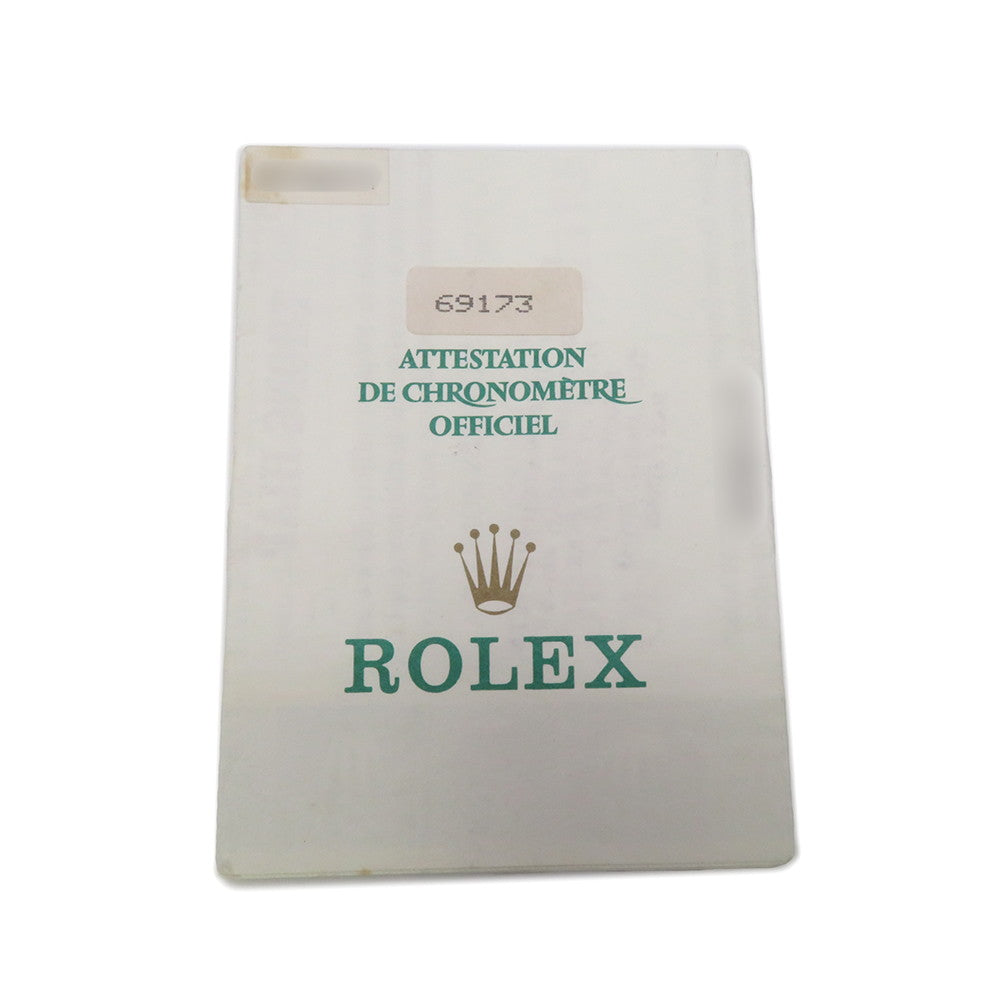 69173
ATTESTATION
DE CHRONOMÈTRE
OFFICIEL
ROLEX